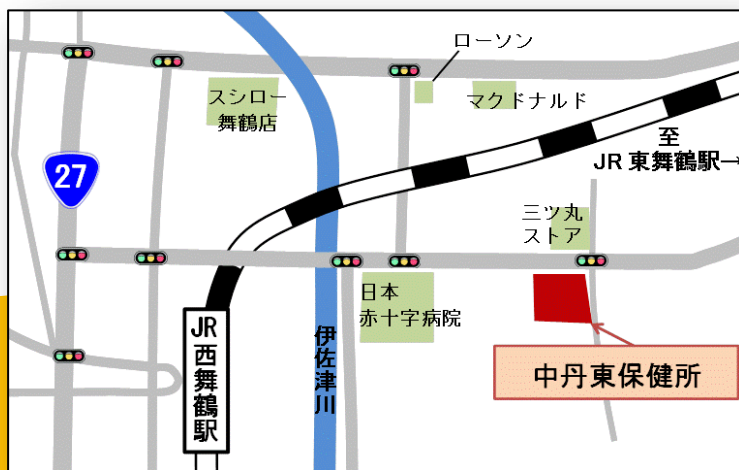 ローソン
スシロー
舞鶴店
マクドナルド
至
JR 東舞鶴駅→
27
三ツ丸
ストア
日本
赤十字病院
JR西舞鶴駅
伊佐津川
中丹東保健所